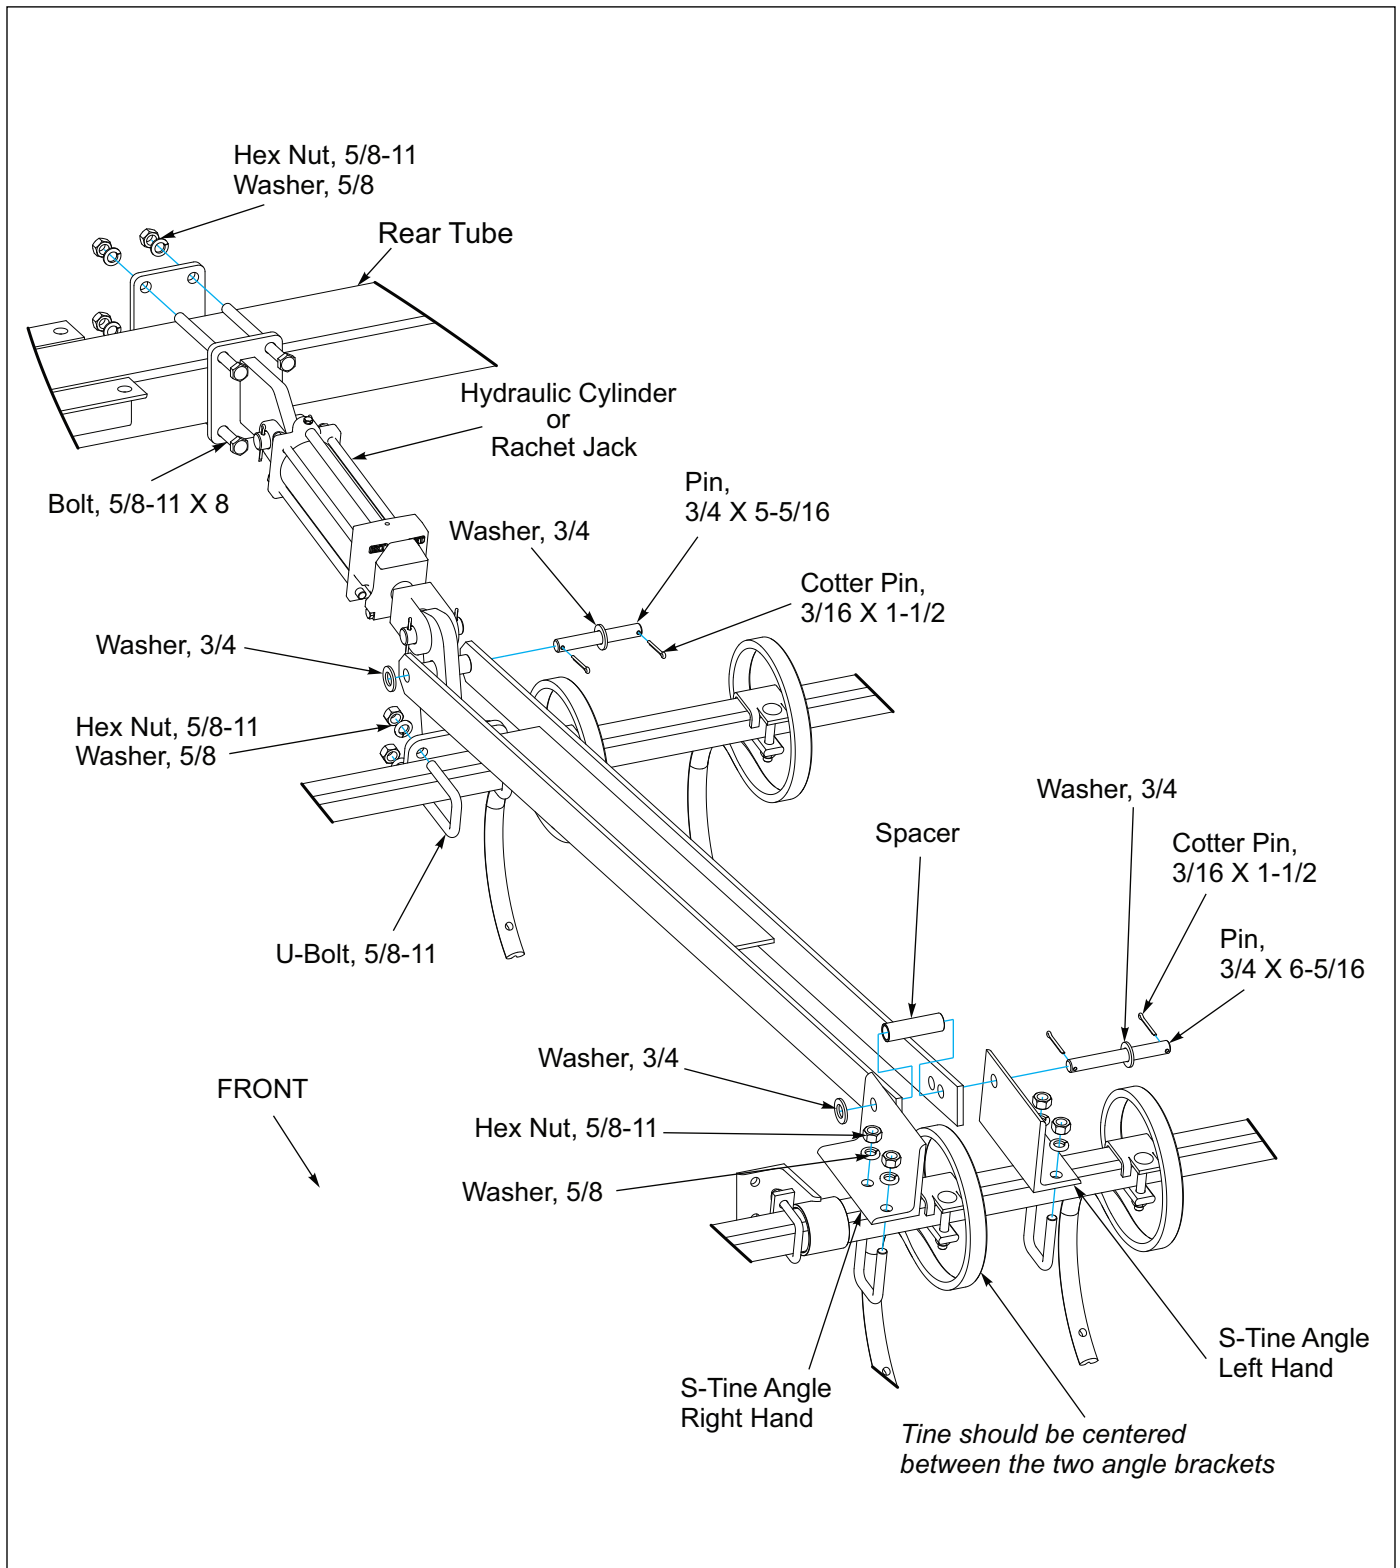 Hex Nut, 5/8-11
Washer, 5/8
Rear Tube
Hydraulic Cylinder
or
Rachet Jack
Bolt, 5/8-11 X 8
Pin,
3/4 X 5-5/16
Washer, 3/4
Cotter Pin,
3/16 X 1-1/2
Washer, 3/4
Hex Nut, 5/8-11
Washer, 5/8
Washer, 3/4
Spacer
Cotter Pin,
3/16 X 1-1/2
U-Bolt, 5/8-11
Pin,
3/4 X 6-5/16
Washer, 3/4
FRONT
Hex Nut, 5/8-11
Washer, 5/8
S-Tine Angle
Left Hand
S-Tine Angle
Right Hand
Tine should be centered
between the two angle brackets